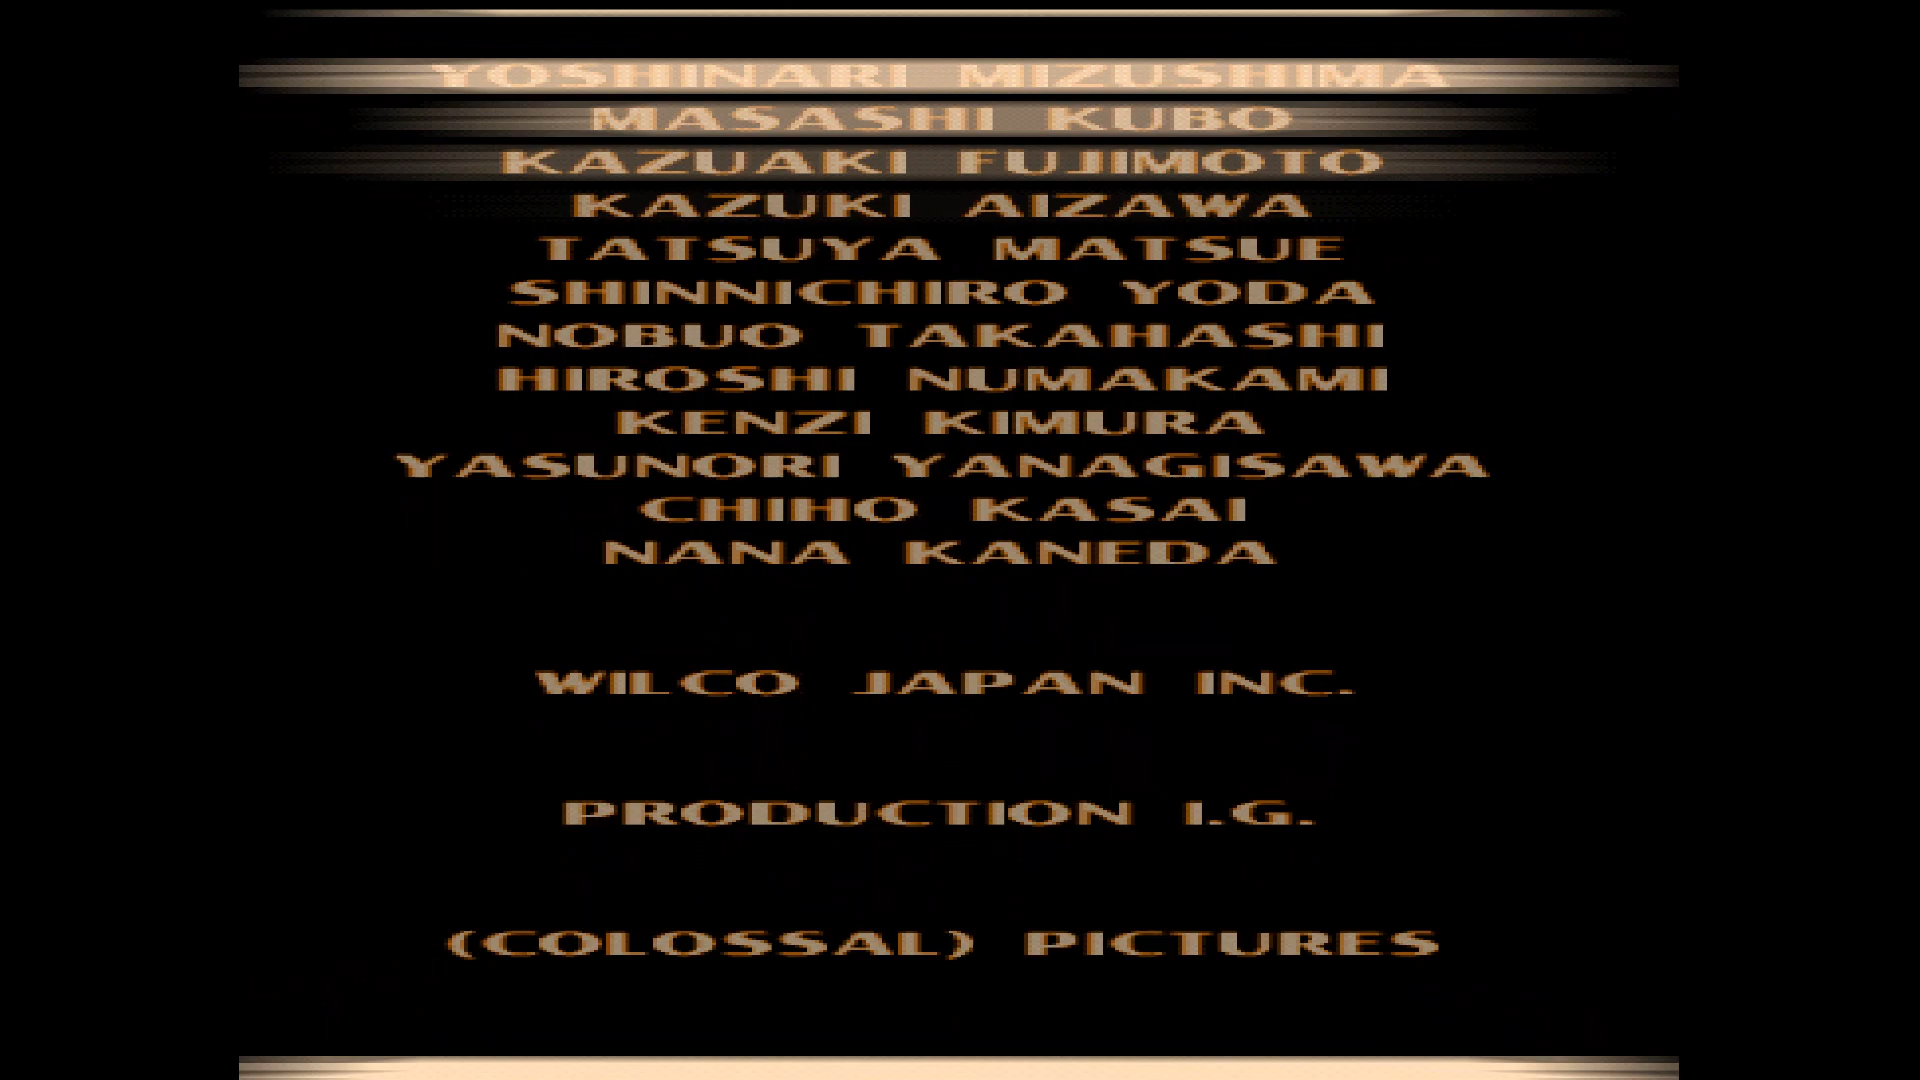 YOSHINARI MIZUSHIMA
MASASHI KUBO
KAZUAKI FUJIMOTO
KAZUKI AIZAWA
TATSUYA MATSUE
SHINNICHIRO YODA
NOBUO TAKAHASHI
HIROSHI NUMAKAMI
KENZI KIMURA
YASUNORI YANAGISAWA
CHIHO KASAI
NANA KANEDA
WILCO JAPAN INC.
PRODUCTION I.G.
(COLOSSAL) PICTURES